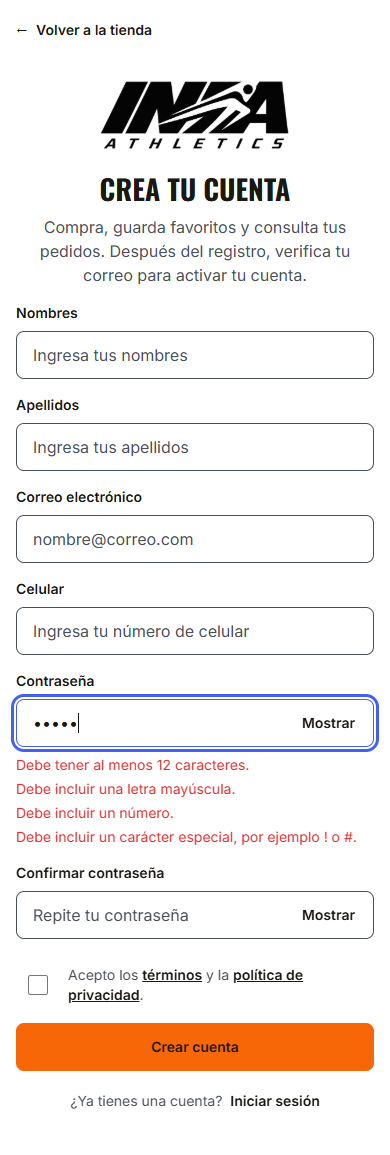 ← Volver a la tienda
INTA
ATHLETICS
CREA TU CUENTA
Compra, guarda favoritos y consulta tus
pedidos. Después del registro, verifica tu
correo para activar tu cuenta.
Nombres
Ingresa tus nombres
Apellidos
Ingresa tus apellidos
Correo electrónico
nombre@correo.com
Celular
Ingresa tu número de celular
Contraseña
••••• Mostrar
Debe tener al menos 12 caracteres.
Debe incluir una letra mayúscula.
Debe incluir un número.
Debe incluir un carácter especial, por ejemplo ! o #.
Confirmar contraseña
Repite tu contraseña Mostrar
Acepto los términos y la política de
privacidad.
Crear cuenta
¿Ya tienes una cuenta? Iniciar sesión